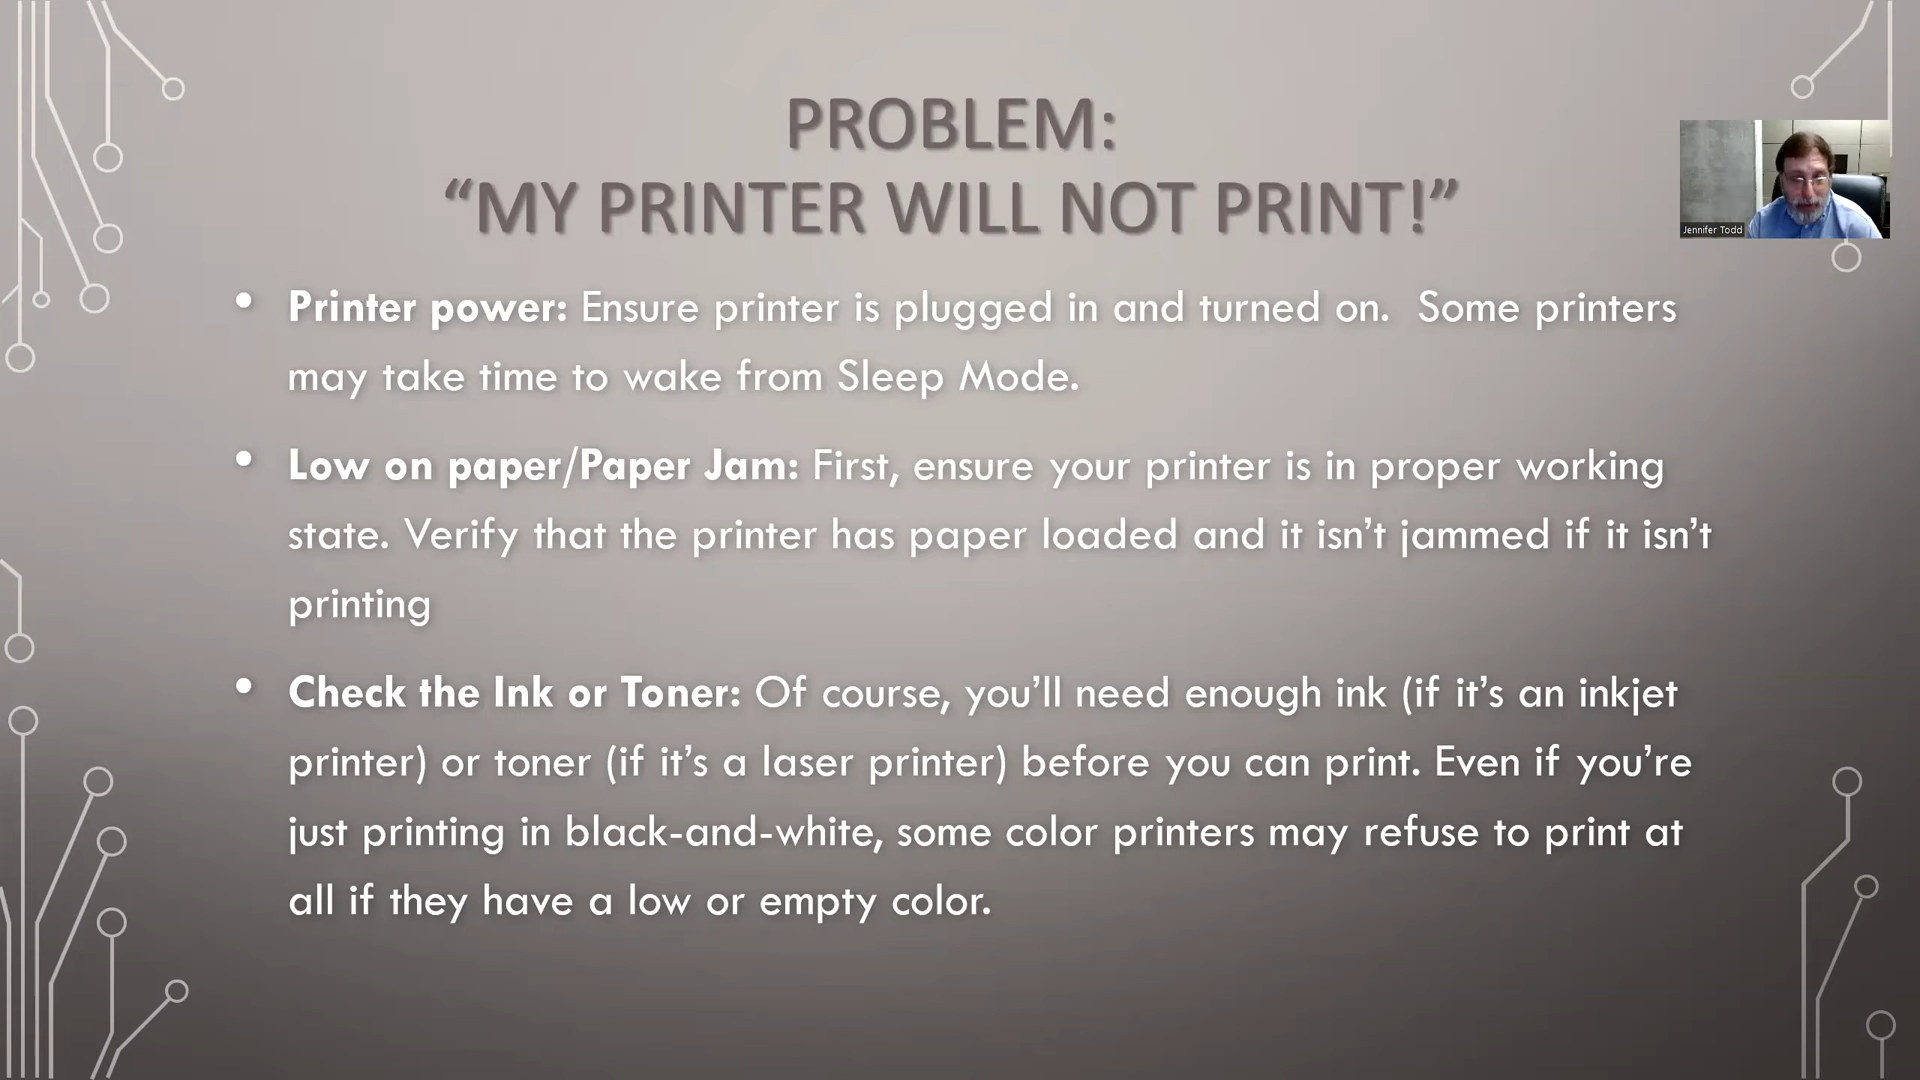 PROBLEM:
“MY PRINTER WILL NOT PRINT!”
Jennifer Todd
• Printer power: Ensure printer is plugged in and turned on.  Some printers
may take time to wake from Sleep Mode.
• Low on paper/Paper Jam: First, ensure your printer is in proper working
state. Verify that the printer has paper loaded and it isn’t jammed if it isn’t
printing
• Check the Ink or Toner: Of course, you’ll need enough ink (if it’s an inkjet
printer) or toner (if it’s a laser printer) before you can print. Even if you’re
just printing in black-and-white, some color printers may refuse to print at
all if they have a low or empty color.